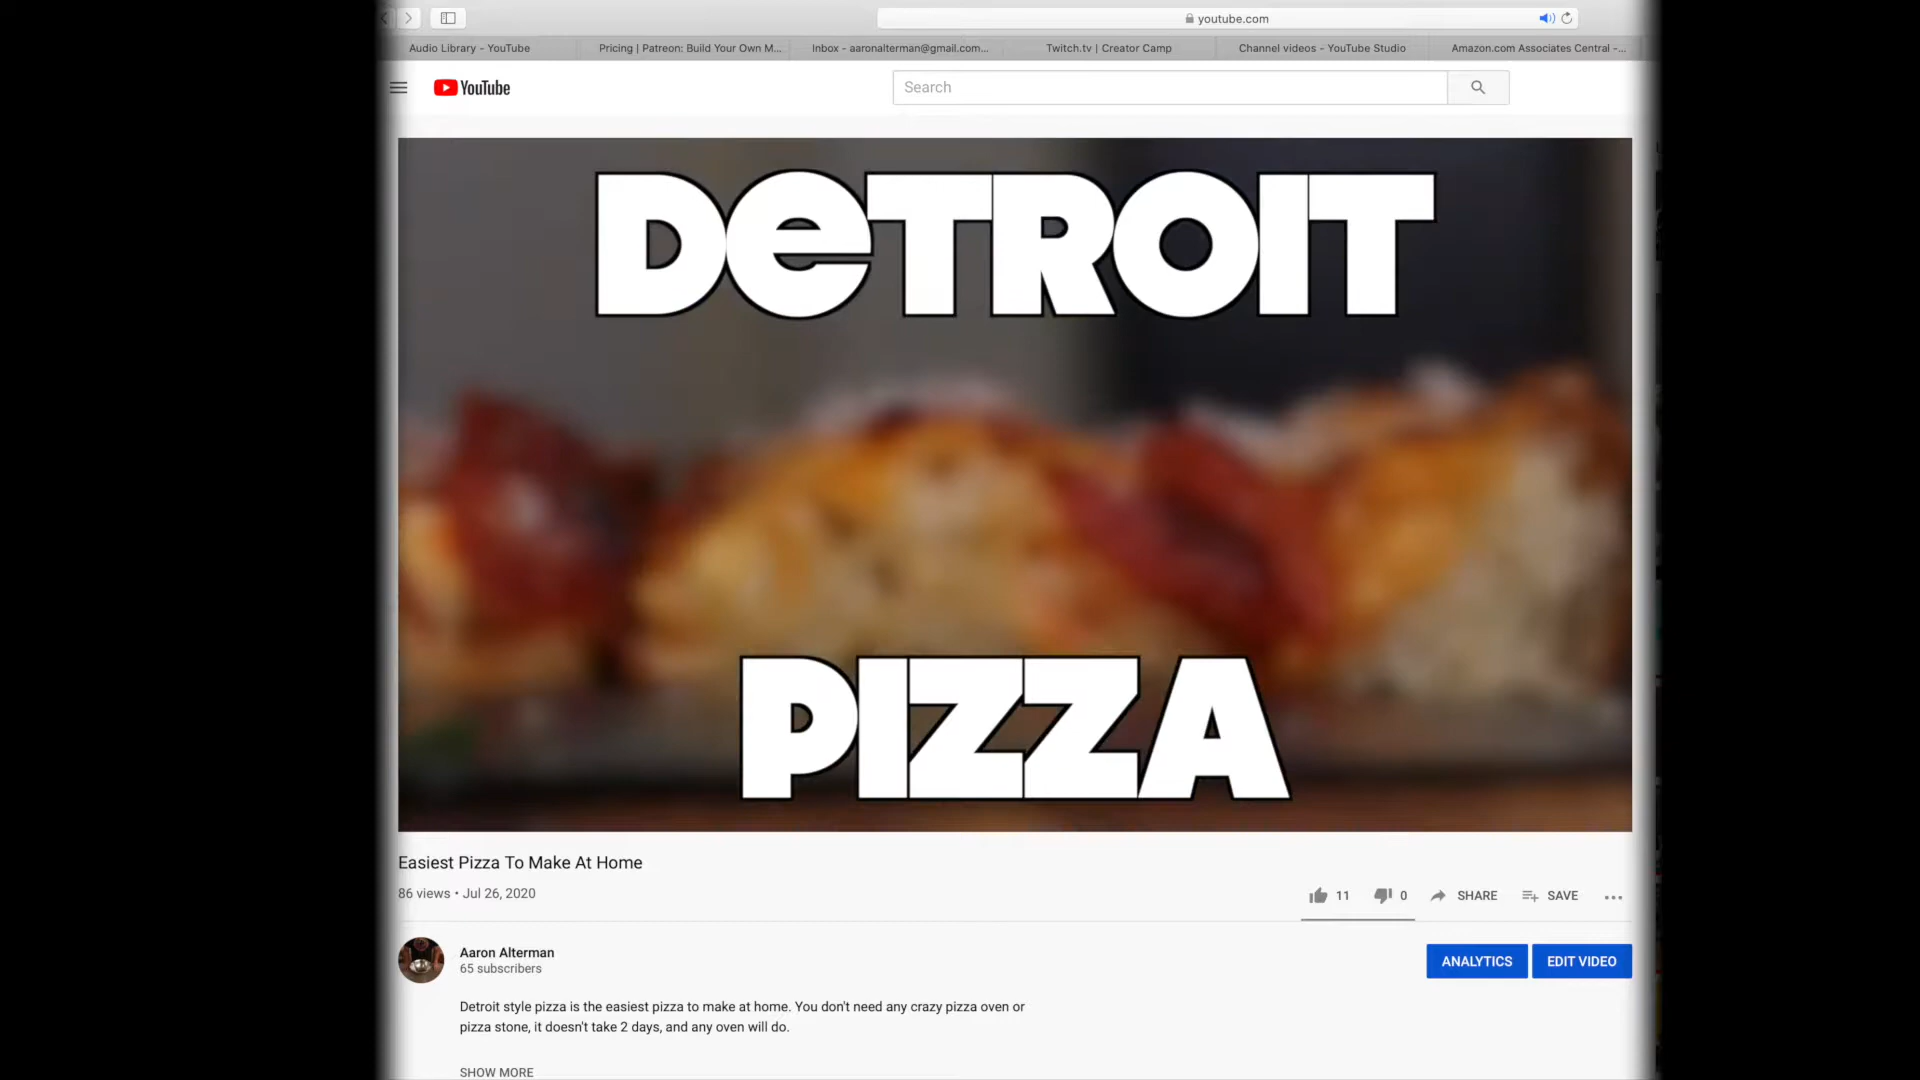 youtube.com
Audio Library - YouTube
Pricing | Patreon: Build Your Own M...
Inbox - aaronalterman@gmail.com...
Twitch.tv | Creator Camp
Channel videos - YouTube Studio
Amazon.com Associates Central -...
YouTube
Search
DeTROIT
PIZZA
Easiest Pizza To Make At Home
86 views • Jul 26, 2020
11
0
SHARE
SAVE
Aaron Alterman
65 subscribers
ANALYTICS
EDIT VIDEO
Detroit style pizza is the easiest pizza to make at home. You don't need any crazy pizza oven or
pizza stone, it doesn't take 2 days, and any oven will do.
SHOW MORE